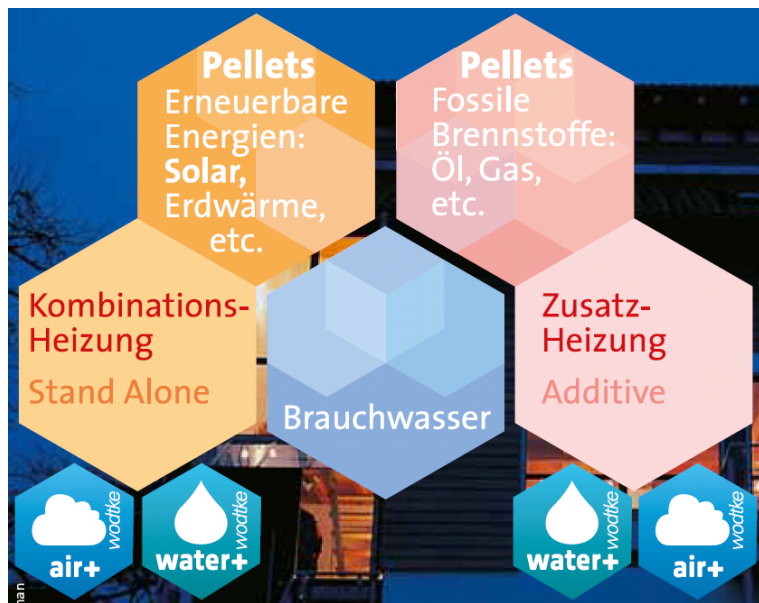 Pellets
Erneuerbare
Energien:
Solar,
Erdwärme,
etc.
Pellets
Fossile
Brennstoffe:
Öl, Gas,
etc.
Kombinations-
Heizung
Stand Alone
Brauchwasser
Zusatz-
Heizung
Additive
wodtke
air+
wodtke
water+
wodtke
water+
wodtke
air+